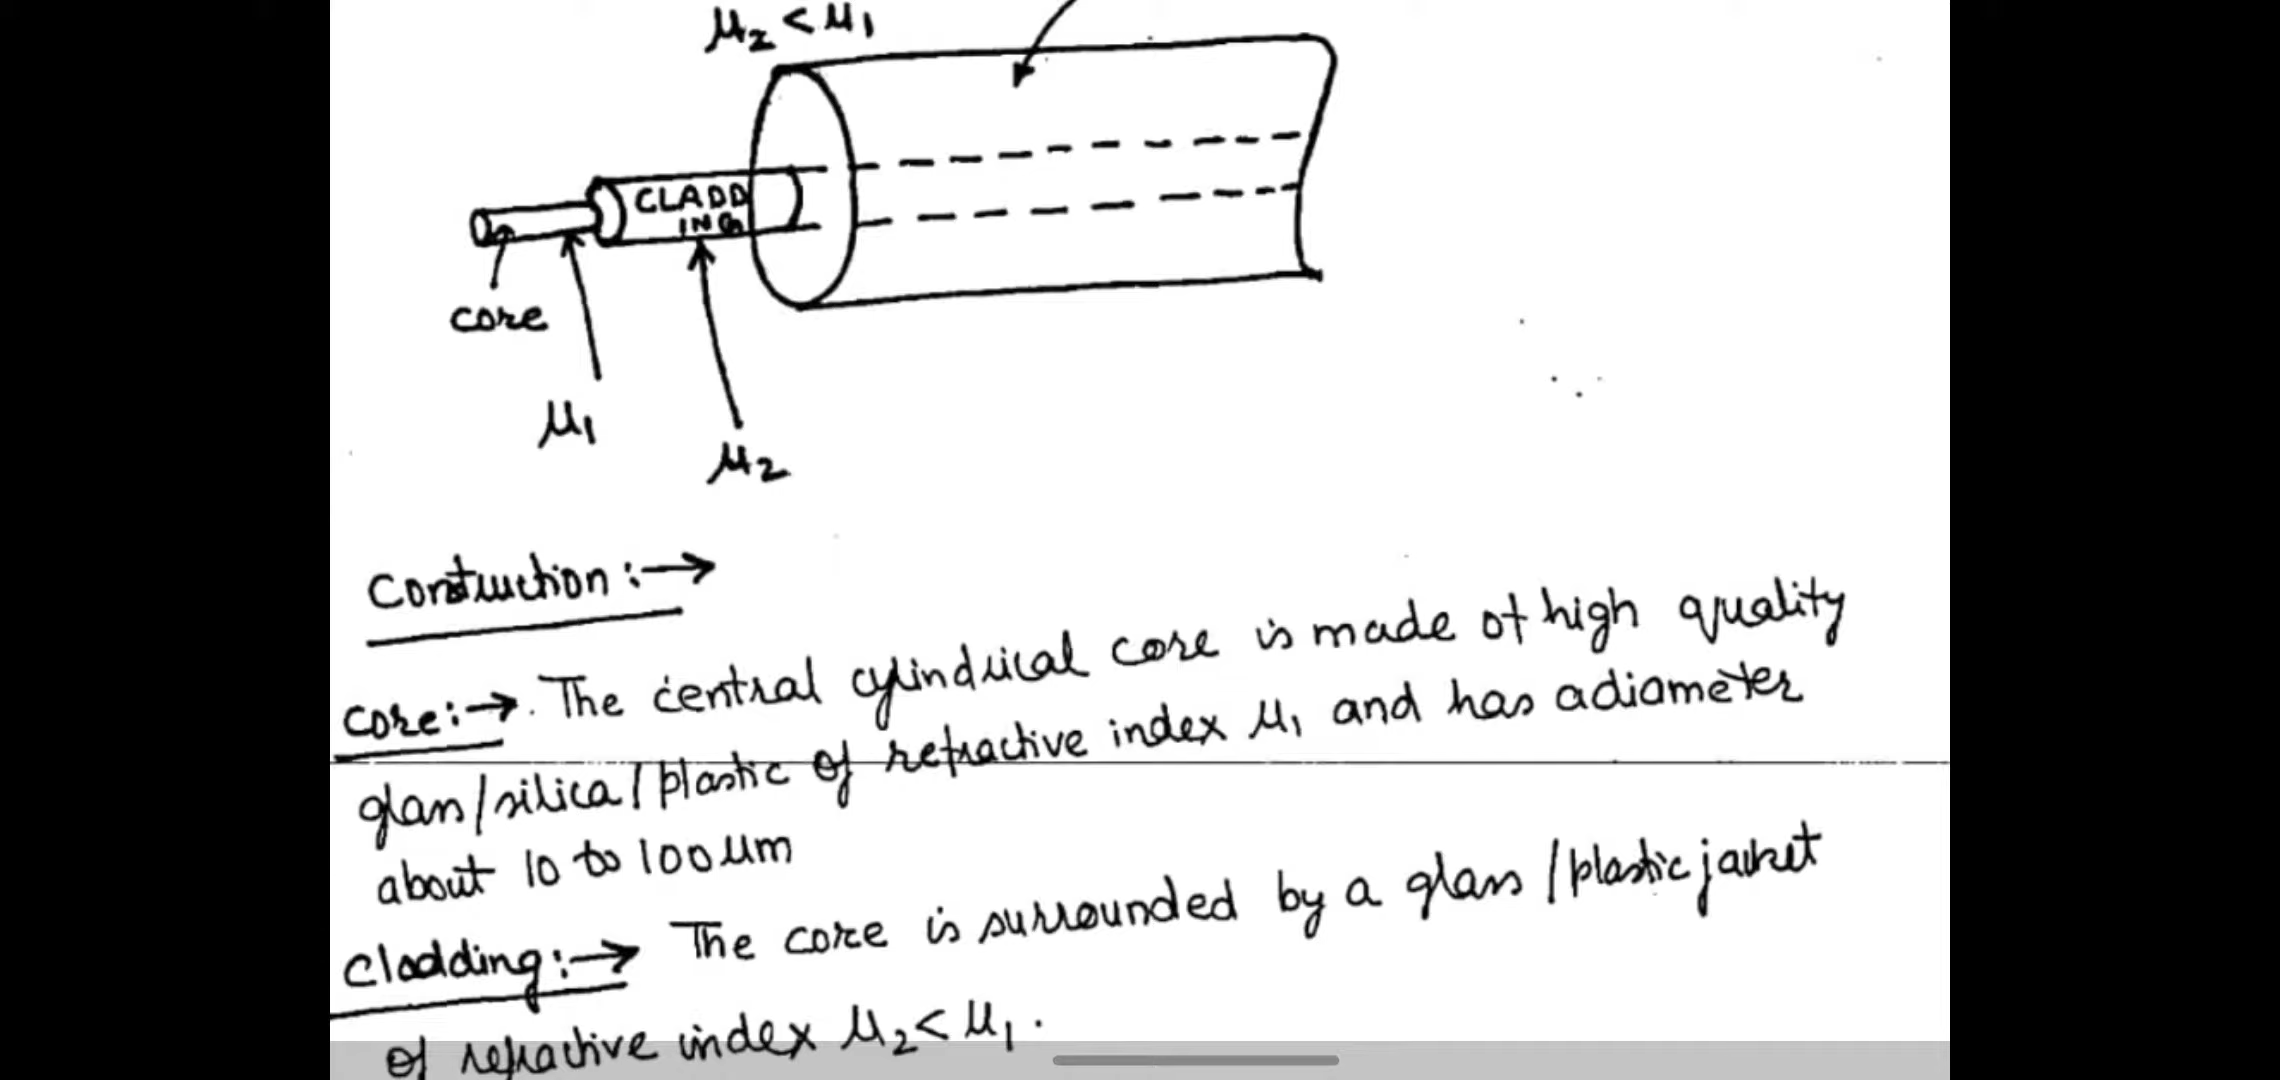 μ₂ < μ₁
CLADD
ING
core
μ₁
μ₂
Contruction :→
Core:→. The central cylindrical core is made of high quality
glass/silica/plastic of refractive index μ₁ and has a diameter
about 10 to 100 μm
Cladding:→ The core is surrounded by a glass/plastic jacket
of refractive index μ₂ < μ₁.